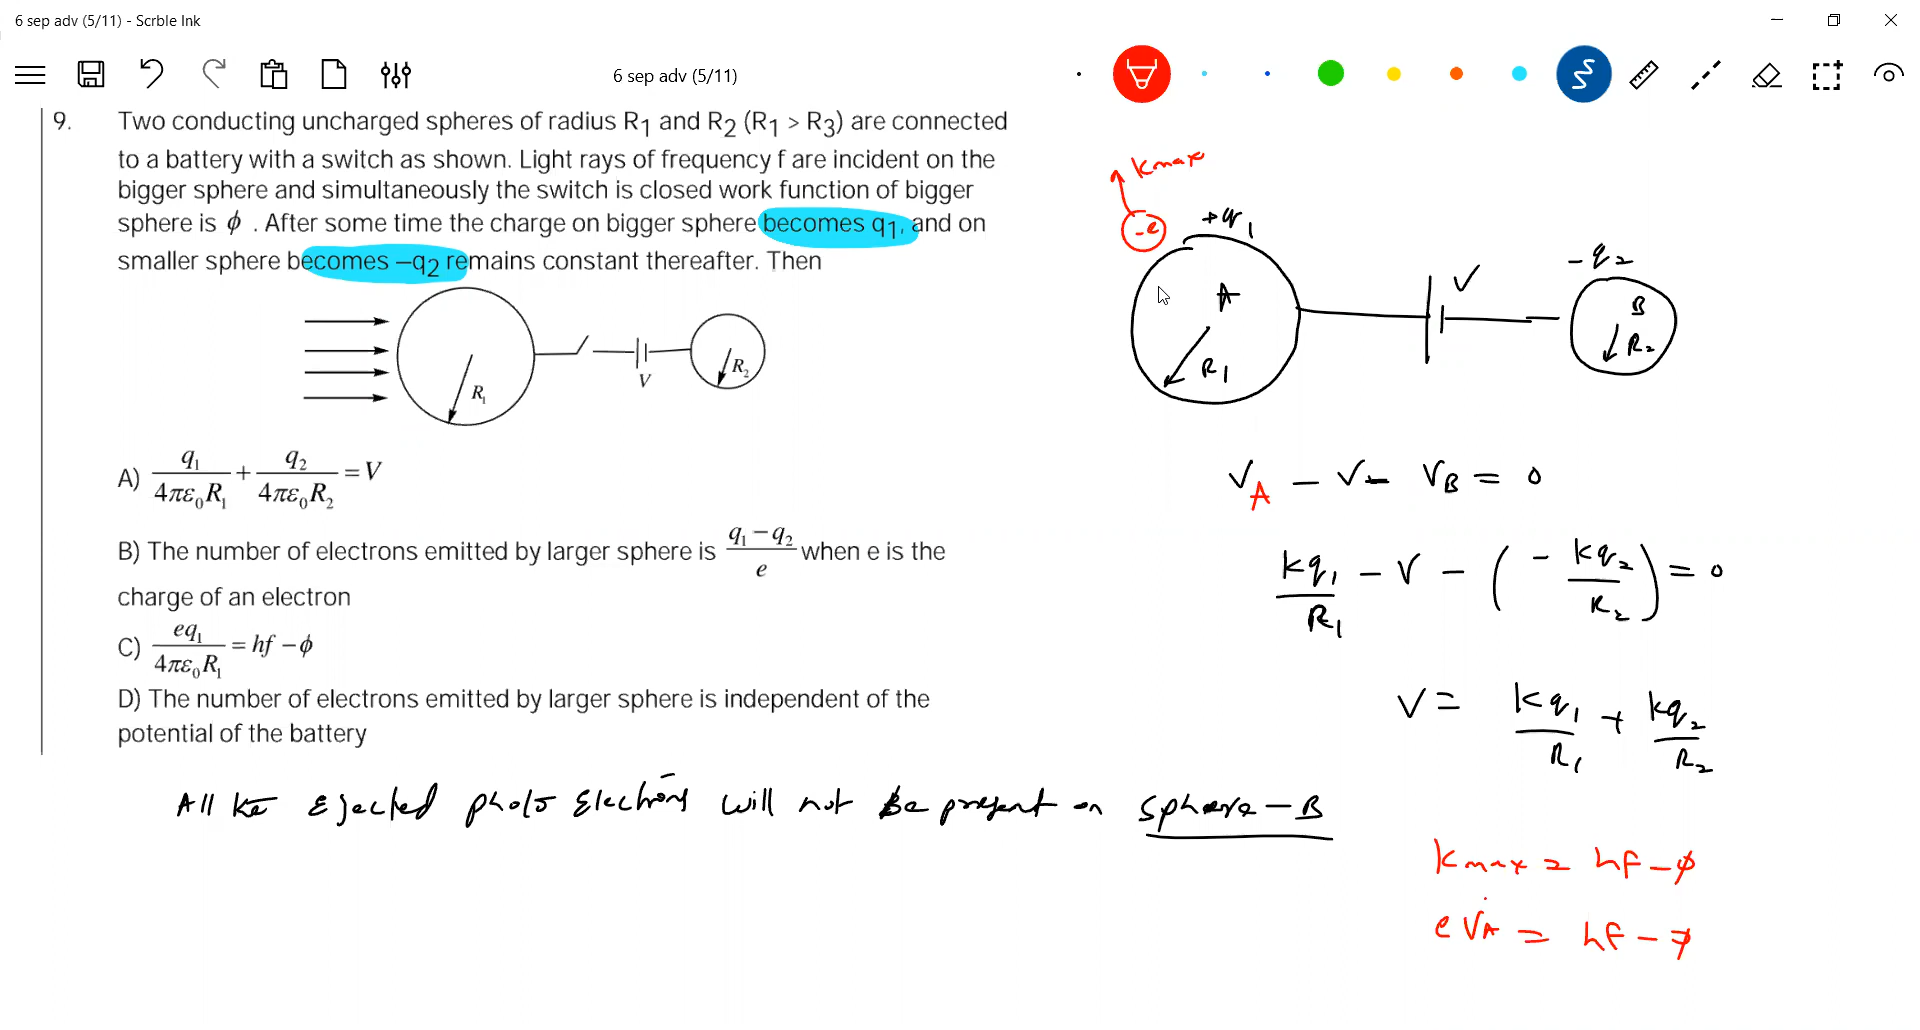 6 sep adv (5/11) - Scrble Ink
6 sep adv (5/11)
9. Two conducting uncharged spheres of radius R1 and R2 (R1 > R3) are connected
to a battery with a switch as shown. Light rays of frequency f are incident on the
bigger sphere and simultaneously the switch is closed work function of bigger
sphere is ϕ . After some time the charge on bigger sphere becomes q1, and on
smaller sphere becomes –q2 remains constant thereafter. Then
R₁
V
R₂
A) q₁/4πε₀R₁ + q₂/4πε₀R₂ = V
B) The number of electrons emitted by larger sphere is (q₁ − q₂)/e when e is the
charge of an electron
C) eq₁/4πε₀R₁ = hf − ϕ
D) The number of electrons emitted by larger sphere is independent of the
potential of the battery
Kmax
-e
+q1
A
R1
V
-q2
B
R2
VA - V - VB = 0
kq1/R1 - V - (- kq2/R2) = 0
V = kq1/R1 + kq2/R2
All Ejected photo Electrons will not be present on Sphere - B
Kmax = hf - ϕ
eVA = hf - ϕ